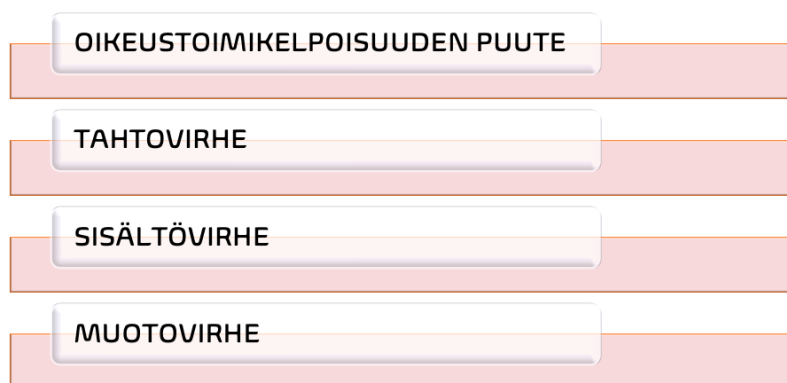 OIKEUSTOIMIKELPOISUUDEN PUUTE
TAHTOVIRHE
SISÄLTÖVIRHE
MUOTOVIRHE